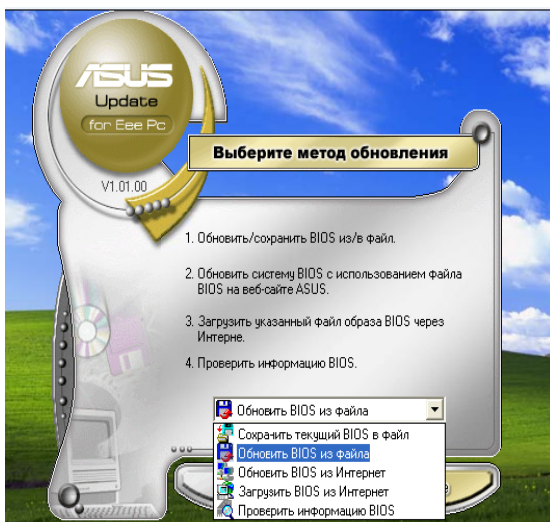 ASUS
Update
for Eee Pc
Выберите метод обновления
V1.01.00
1. Обновить/сохранить BIOS из/в файл.
2. Обновить систему BIOS с использованием файла
BIOS на веб-сайте ASUS.
3. Загрузить указанный файл образа BIOS через
Интерне.
4. Проверить информацию BIOS.
Обновить BIOS из файла
Сохранить текущий BIOS в файл
Обновить BIOS из файла
Обновить BIOS из Интернет
Загрузить BIOS из Интернет
Проверить информацию BIOS